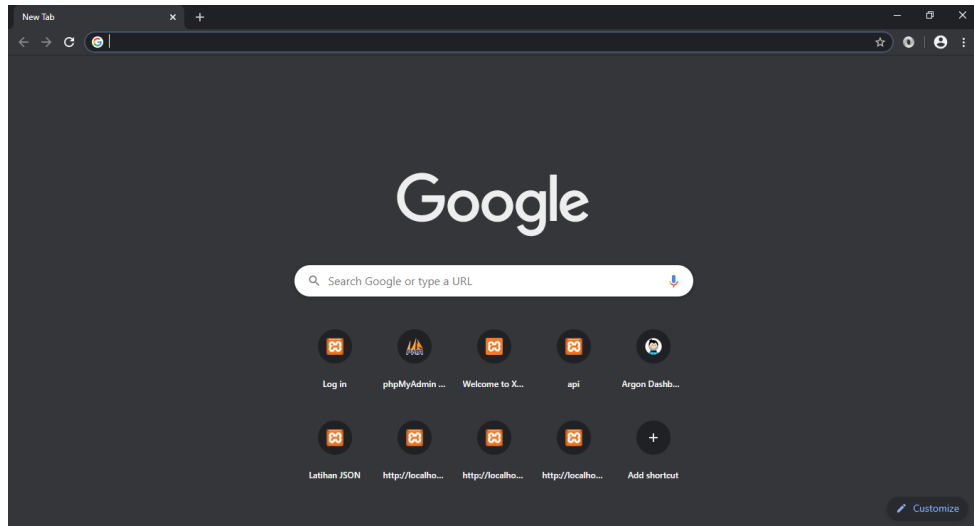 New Tab
Google
Search Google or type a URL
Log in
phpMyAdmin ...
Welcome to X...
api
Argon Dashb...
Latihan JSON
http://localho...
http://localho...
http://localho...
Add shortcut
Customize